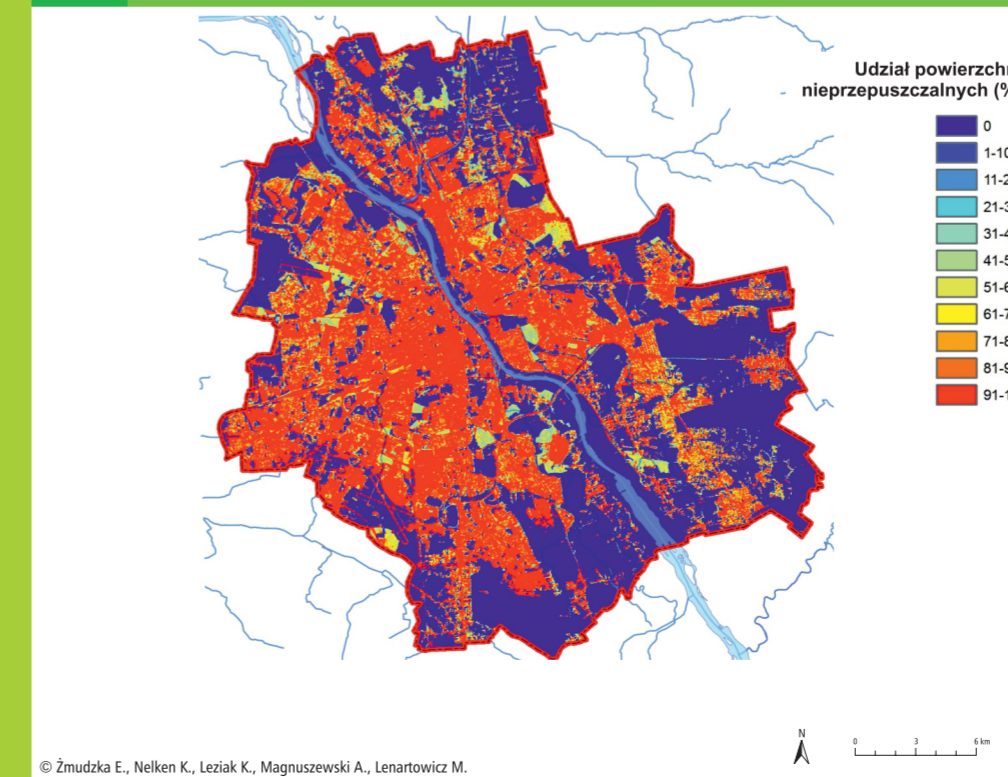 Udział powierzchn
nieprzepuszczalnych (%
0
1-10
11-2
21-3
31-4
41-5
51-6
61-7
71-8
81-9
91-1
N
0 3 6 km
© Żmudzka E., Nelken K., Leziak K., Magnuszewski A., Lenartowicz M.